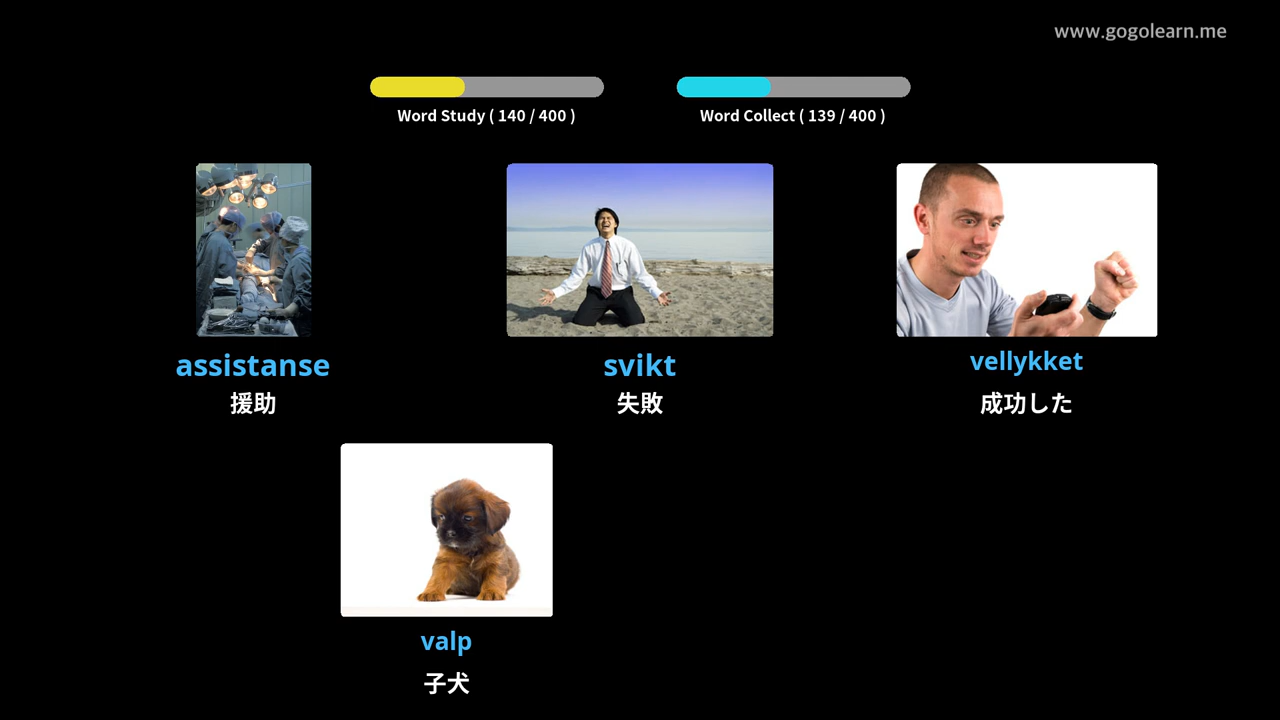 www.gogolearn.me
Word Study ( 140 / 400 )
Word Collect ( 139 / 400 )
assistanse
svikt
vellykket
援助
失敗
成功した
valp
子犬